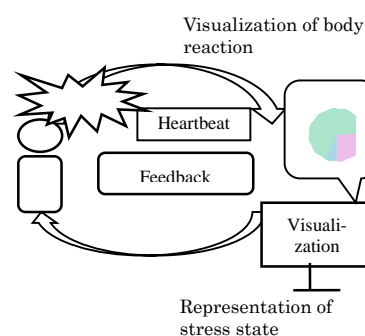 Visualization of body
reaction
Heartbeat
Feedback
Visuali-
zation
Representation of
stress state